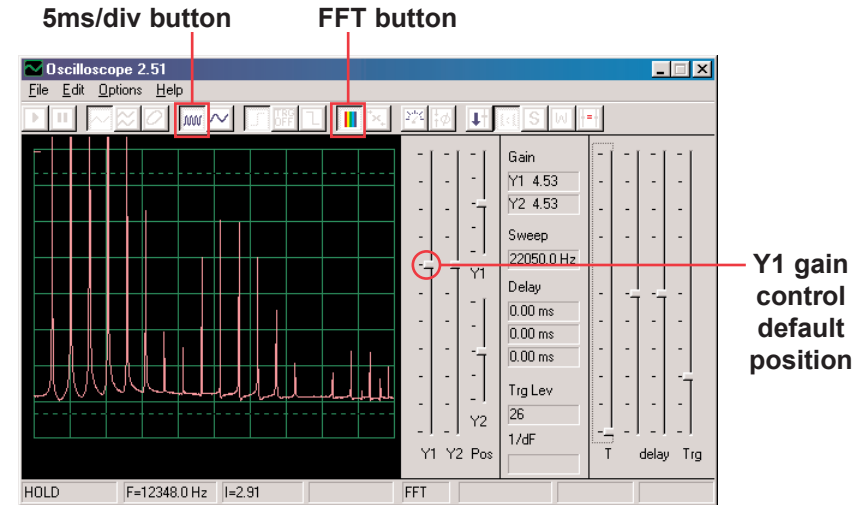 5ms/div button
FFT button
Oscilloscope 2.51
File Edit Options Help
TRG
OFF
S
W
Gain
Y1 4.53
Y2 4.53
Sweep
22050.0 Hz
Y1
Delay
0.00 ms
0.00 ms
0.00 ms
Trg Lev
26
Y2
1/dF
Y1 Y2 Pos
T delay Trg
HOLD F=12348.0 Hz I=2.91 FFT
Y1 gain
control
default
position